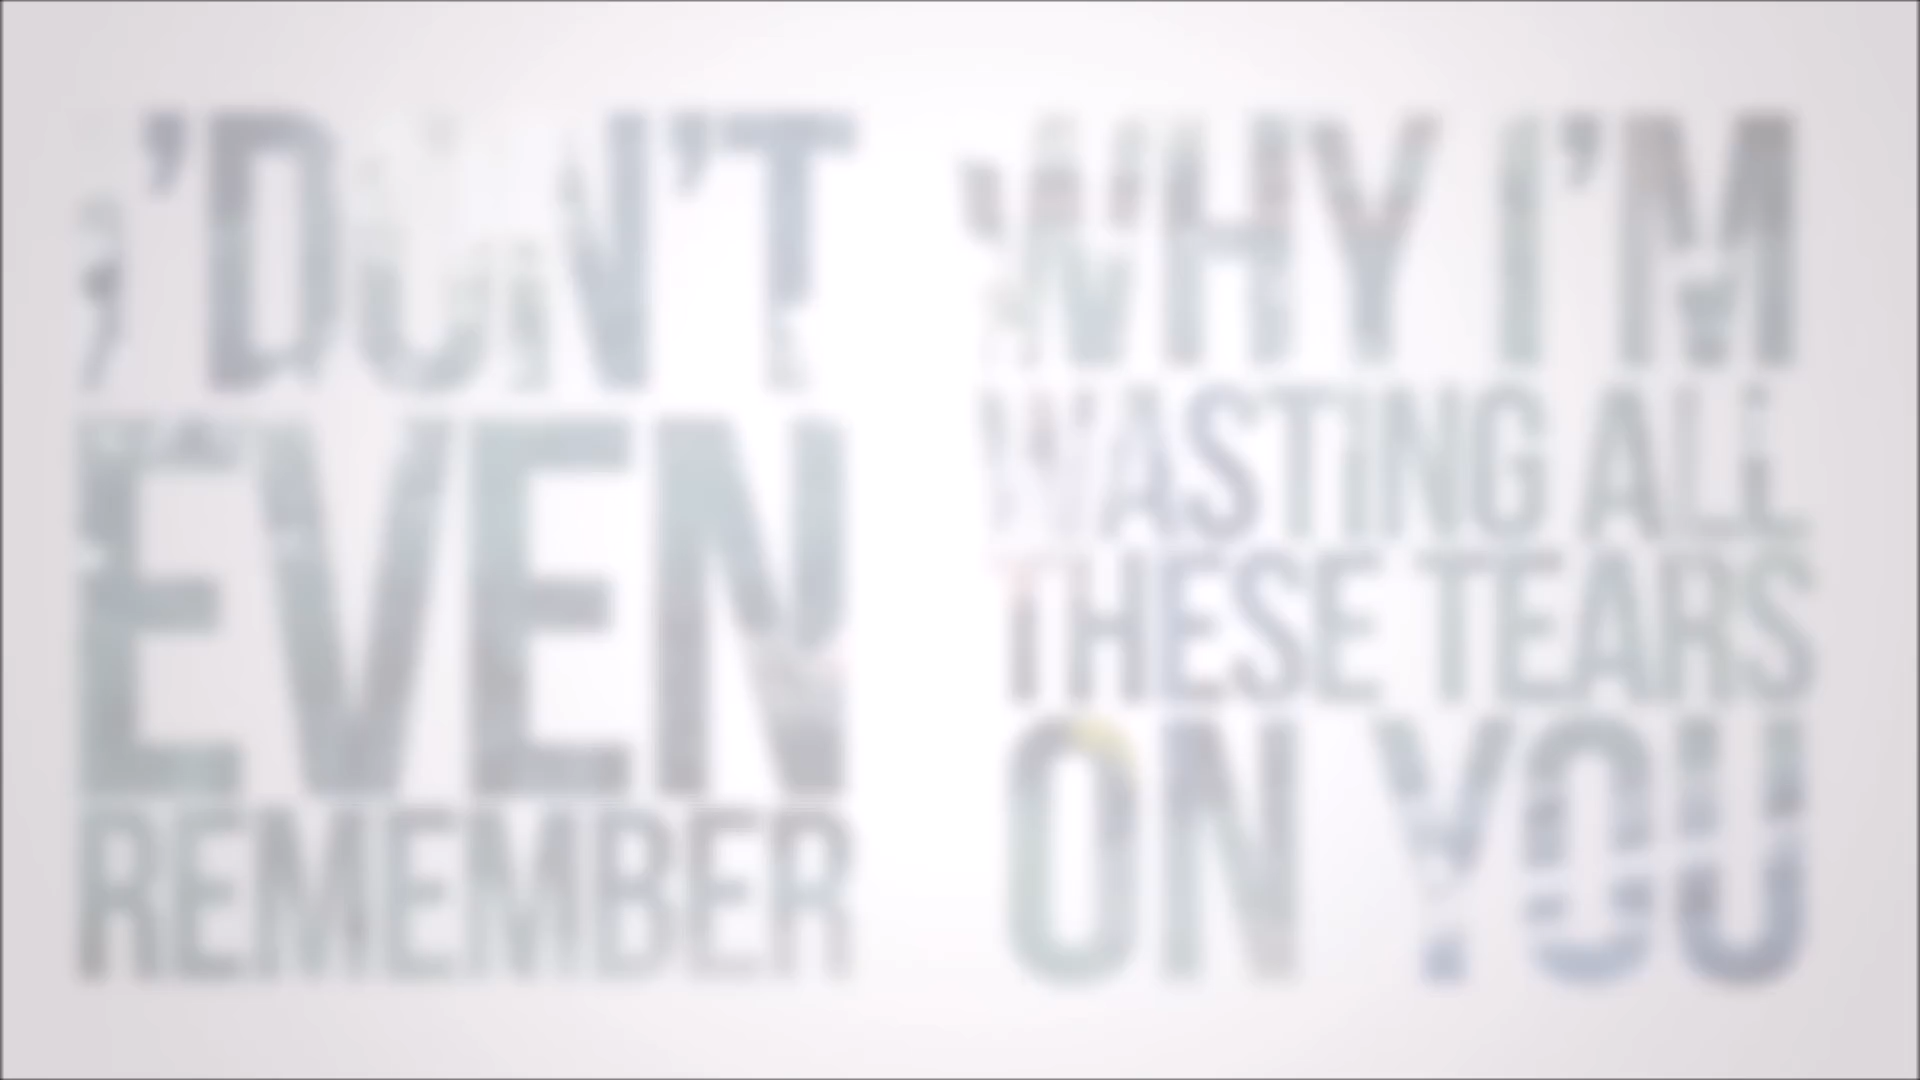 I DON'T
EVEN
REMEMBER
WHY I'M
WASTING ALL
THESE TEARS
ON YOU